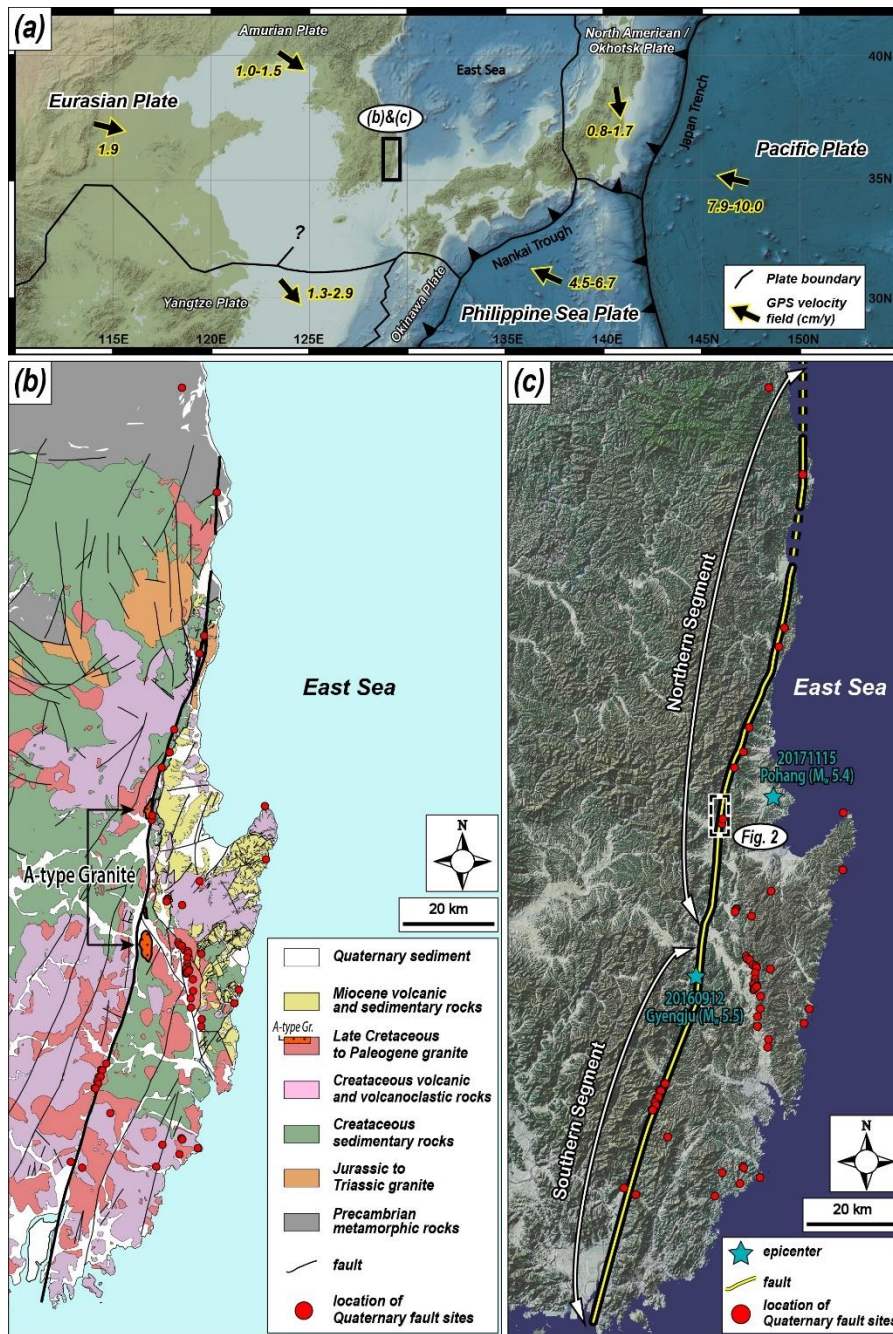 (a)
Amurian Plate
1.0-1.5
Eurasian Plate
1.9
East Sea
(b)&(c)
North American /
Okhotsk Plate
0.8-1.7
Japan Trench
Pacific Plate
7.9-10.0
40N
35N
30N
?
Yangtze Plate
1.3-2.9
Okinawa Plate
Nankai Trough
4.5-6.7
Philippine Sea Plate
Plate boundary
GPS velocity
field (cm/y)
115E
120E
125E
130E
135E
140E
145E
150E
(b)
East Sea
A-type Granite
N
20 km
Quaternary sediment
Miocene volcanic
and sedimentary rocks
A-type Gr.
Late Cretaceous
to Paleogene granite
Creataceous volcanic
and volcanoclastic rocks
Creataceous
sedimentary rocks
Jurassic to
Triassic granite
Precambrian
metamorphic rocks
fault
location of
Quaternary fault sites
(c)
Northern Segment
East Sea
20171115
Pohang (Mw 5.4)
Fig. 2
20160912
Gyengju (Mw 5.5)
Southern Segment
N
20 km
epicenter
fault
location of
Quaternary fault sites